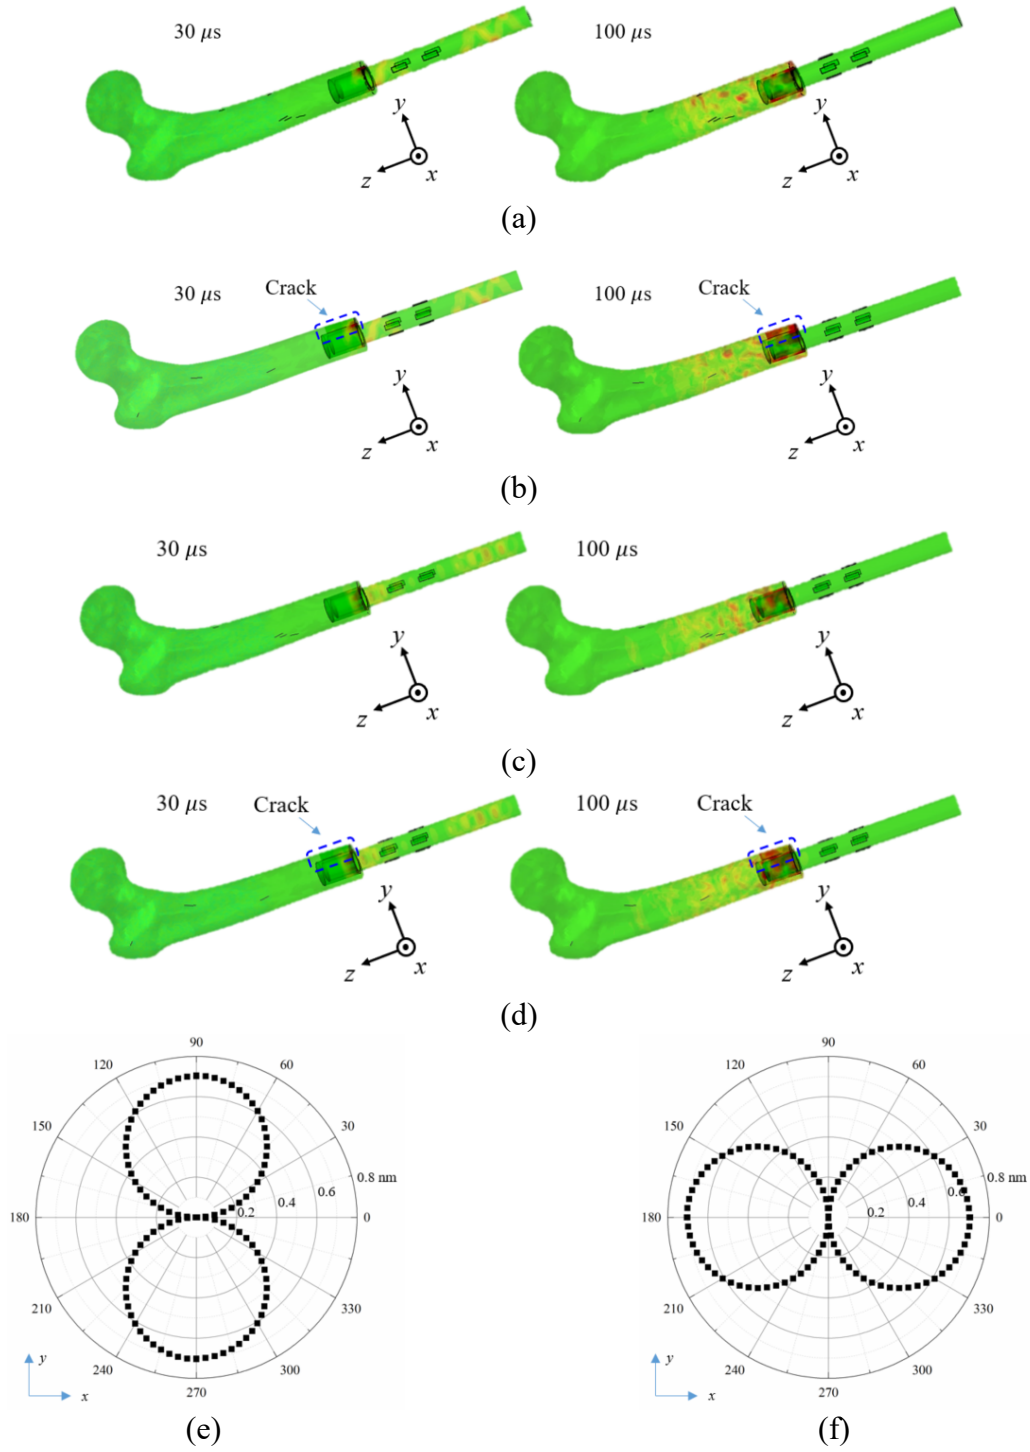 30 μs 100 μs
y y
z x z x
(a)
30 μs Crack 100 μs Crack
y y
z x z x
(b)
30 μs 100 μs
y y
z x z x
(c)
30 μs Crack 100 μs Crack
y y
z x z x
(d)
90 90
120 60 120 60
150 30 150 30
0.8 nm 0.8 nm
0.6 0.6
0.4 0.4
0.2 0.2
180 0 180 0
210 330 210 330
240 300 240 300
270 270
y y
x x
(e) (f)